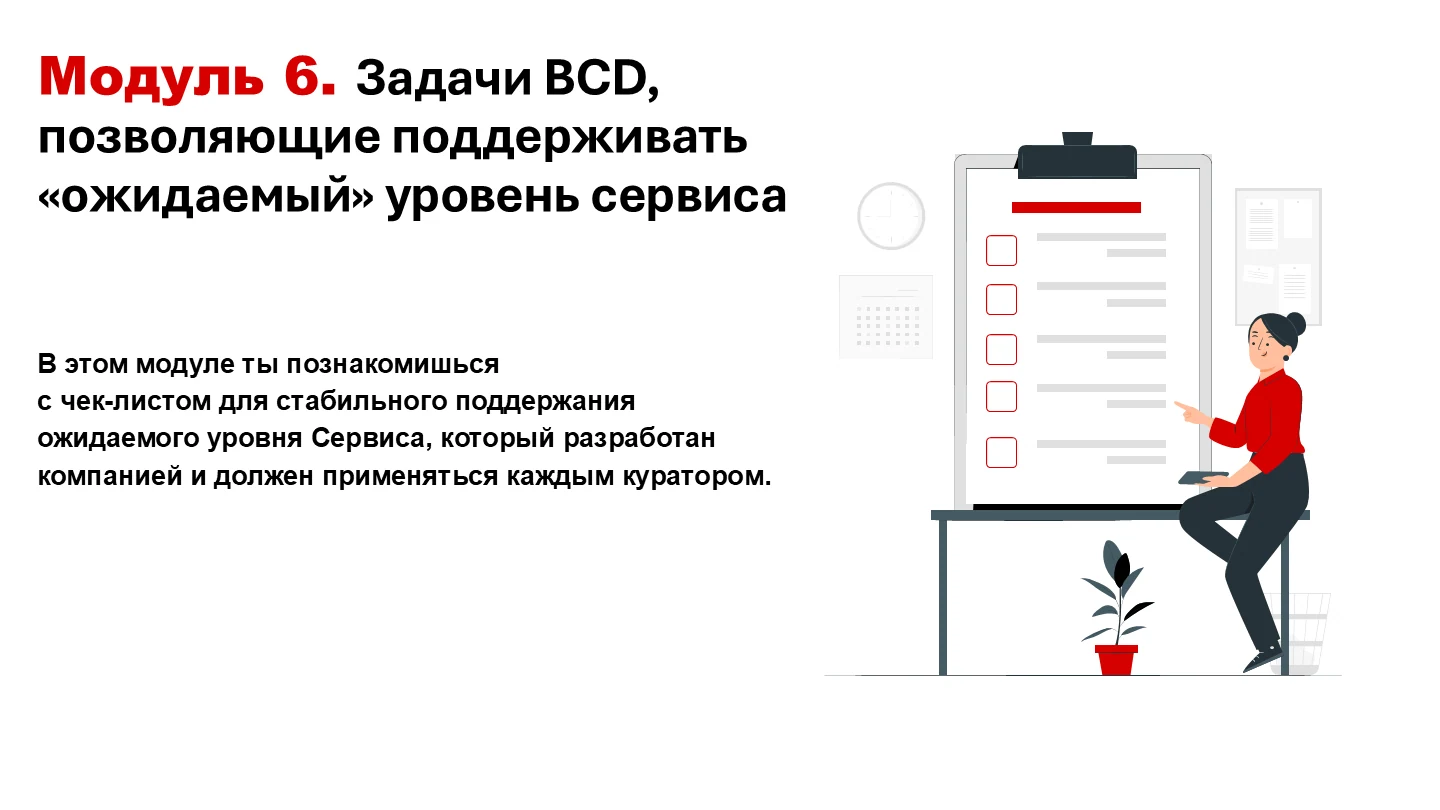 Модуль 6. Задачи BCD,
позволяющие поддерживать
«ожидаемый» уровень сервиса
В этом модуле ты познакомишься
с чек-листом для стабильного поддержания
ожидаемого уровня Сервиса, который разработан
компанией и должен применяться каждым куратором.